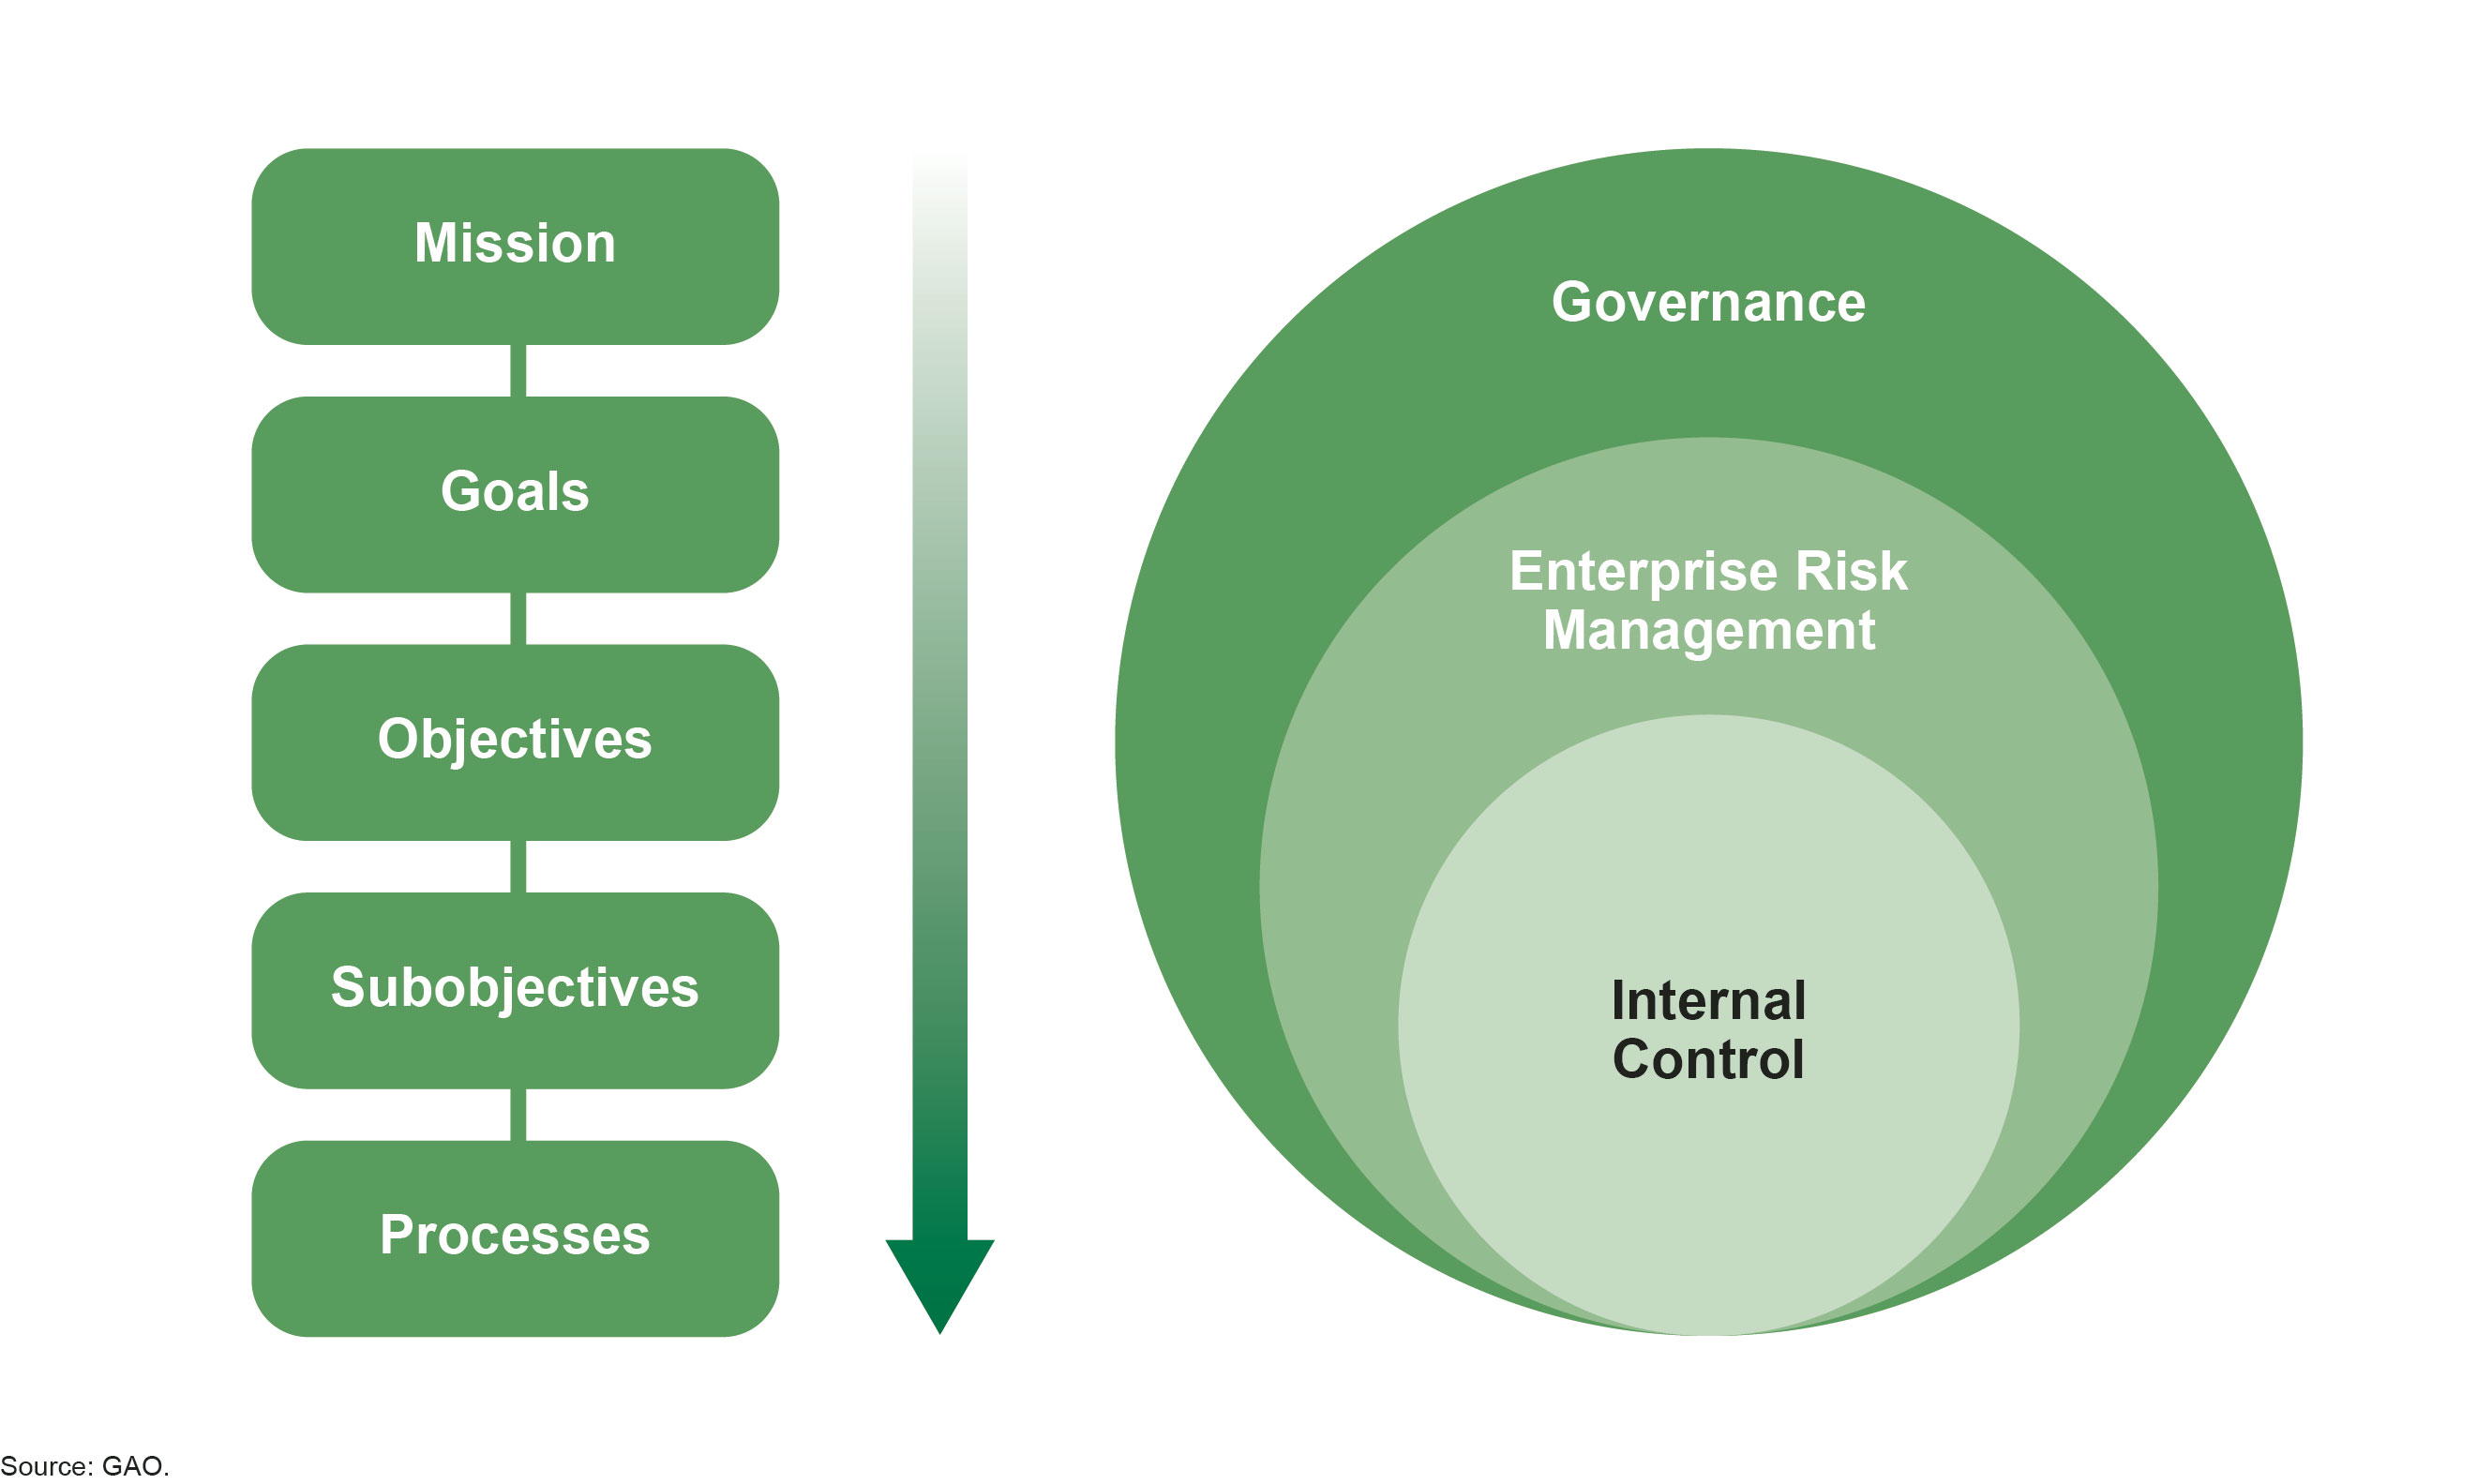 Mission
Goals
Objectives
Subobjectives
Processes
Governance
Enterprise Risk
Management
Internal
Control
Source: GAO.